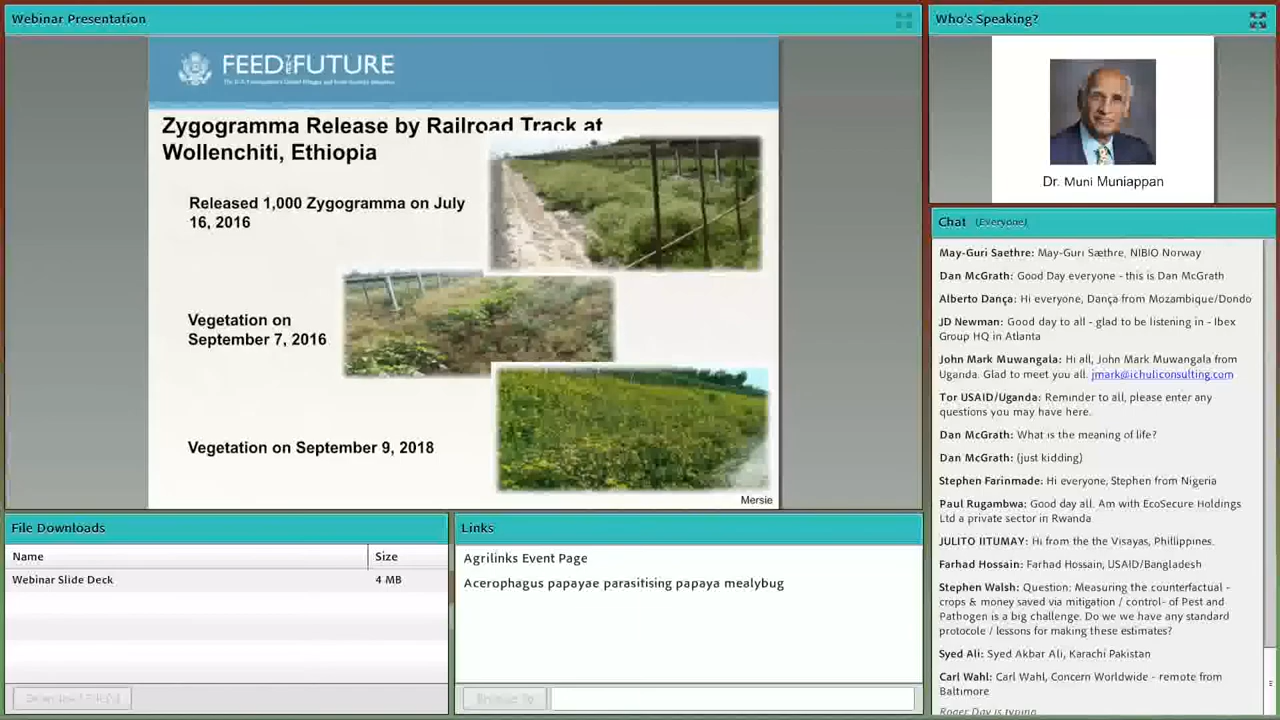 Webinar Presentation
FEED THE FUTURE
The U.S. Government's Global Hunger and Food Security Initiative
Zygogramma Release by Railroad Track at
Wollenchiti, Ethiopia
Released 1,000 Zygogramma on July
16, 2016
Vegetation on
September 7, 2016
Vegetation on September 9, 2018
Mersie
Who's Speaking?
Dr. Muni Muniappan
Chat (Everyone)
May-Guri Saethre: May-Guri Sæthre, NIBIO Norway
Dan McGrath: Good Day everyone - this is Dan McGrath
Alberto Dança: Hi everyone, Dança from Mozambique/Dondo
JD Newman: Good day to all - glad to be listening in - Ibex
Group HQ in Atlanta
John Mark Muwangala: Hi all, John Mark Muwangala from
Uganda. Glad to meet you all. jmark@ichuliconsulting.com
Tor USAID/Uganda: Reminder to all, please enter any
questions you may have here.
Dan McGrath: What is the meaning of life?
Dan McGrath: (just kidding)
Stephen Farinmade: Hi everyone, Stephen from Nigeria
Paul Rugambwa: Good day all. Am with EcoSecure Holdings
Ltd a private sector in Rwanda
JULITO IITUMAY: Hi from the the Visayas, Phillippines.
Farhad Hossain: Farhad Hossain, USAID/Bangladesh
Stephen Walsh: Question: Measuring the counterfactual -
crops & money saved via mitigation / control- of Pest and
Pathogen is a big challenge. Do we we have any standard
protocole / lessons for making these estimates?
Syed Ali: Syed Akbar Ali, Karachi Pakistan
Carl Wahl: Carl Wahl, Concern Worldwide - remote from
Baltimore
Roger Day is typing
File Downloads
Name Size
Webinar Slide Deck 4 MB
Links
Agrilinks Event Page
Acerophagus papayae parasitising papaya mealybug
Browse To